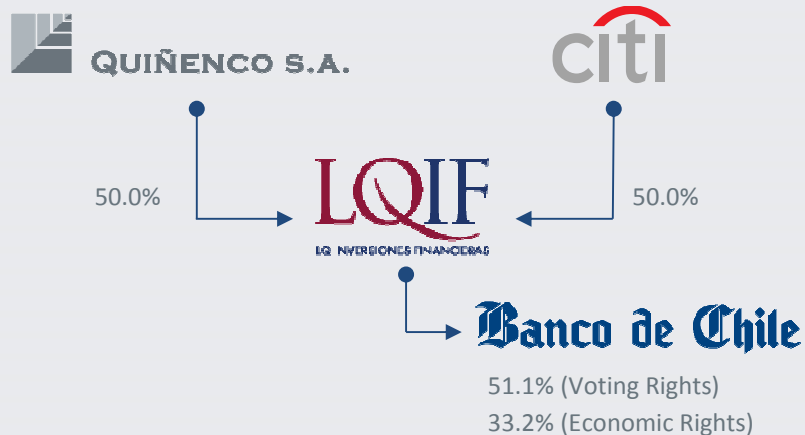 QUIÑENCO S.A.
citi
50.0%
50.0%
LQIF
LQ INVERSIONES FINANCIERAS
Banco de Chile
51.1% (Voting Rights)
33.2% (Economic Rights)